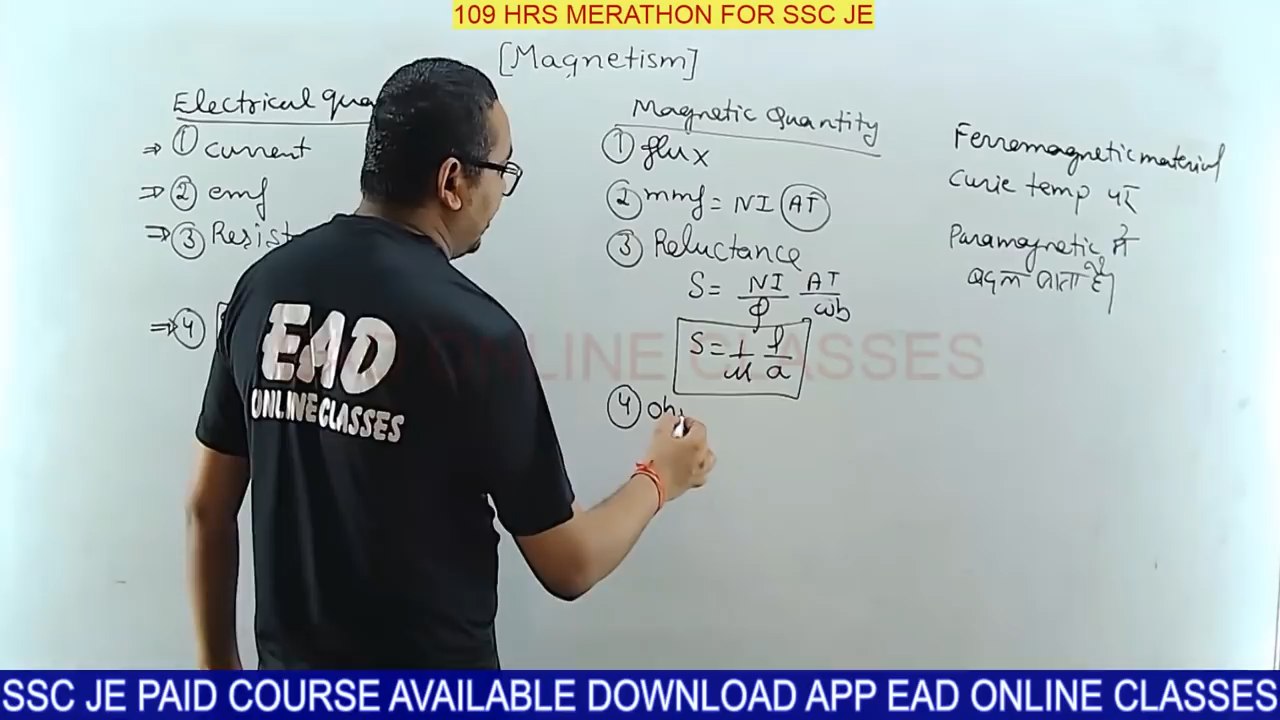 109 HRS MERATHON FOR SSC JE
[Magnetism]
Electrical
⇒ ① current
⇒ ② emf
⇒ ③ Resist
⇒ ④
Magnetic Quantity
① flux
② mmf = NI (AT)
③ Reluctance
S = NI/φ AT/wb
S = 1/μ l/a
④ oh
Ferromagnetic material
Curie temp पर
Paramagnetic में
बदल जाता है।
EAD
ONLINE CLASSES
EAD ONLINE CLASSES
SSC JE PAID COURSE AVAILABLE DOWNLOAD APP EAD ONLINE CLASSES